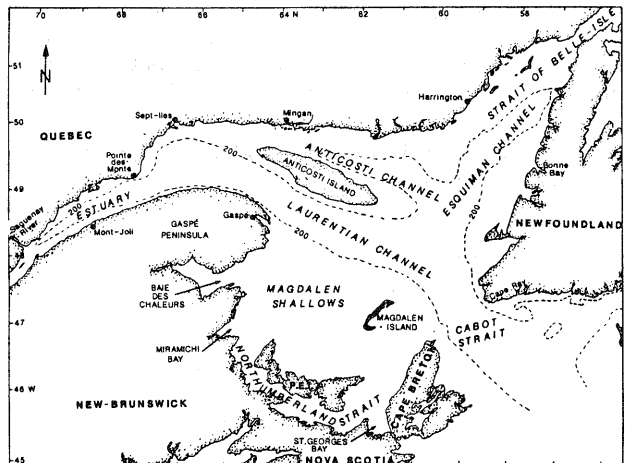 70 68 66 64 N 62 60 58
51
N
STRAIT OF BELLE-ISLE
Harrington
Sept-Iles
Mingan
50
QUEBEC
ANTICOSTI CHANNEL
ESQUIMAN CHANNEL
200
Pointe
des
Monts
ANTICOSTI ISLAND
Bonne
Bay
49
200
ESTUARY
Saguenay
River
Mont-Joli
GASPÉ
PENINSULA
Gaspé
LAURENTIAN CHANNEL
200
200
NEWFOUNDLAND
BAIE
DES
CHALEURS
MAGDALEN
SHALLOWS
MAGDALEN
ISLAND
Cape Ray
CABOT
STRAIT
47
MIRAMICHI
BAY
NORTHUMBERLAND STRAIT
P.E.I.
CAPE BRETON
46 W
NEW-BRUNSWICK
ST.GEORGES
BAY
NOVA SCOTIA
45